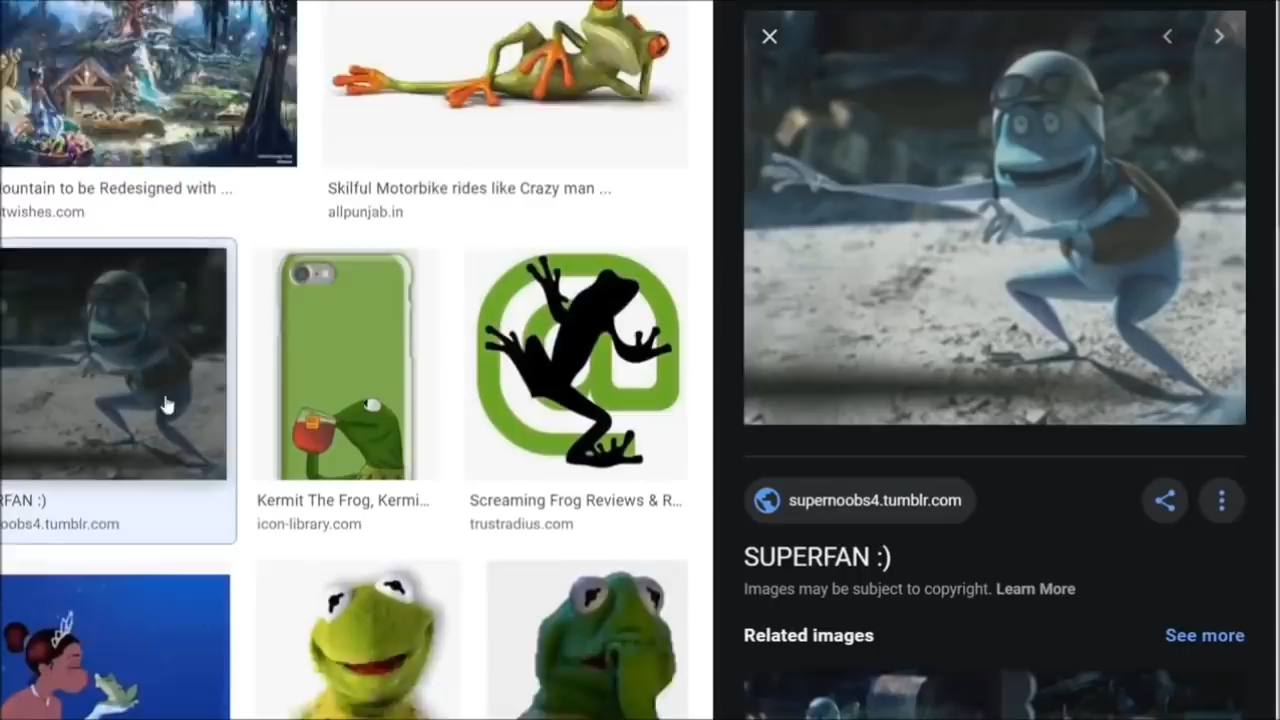 ountain to be Redesigned with ...
twishes.com
Skilful Motorbike rides like Crazy man ...
allpunjab.in
RFAN :)
oobs4.tumblr.com
Kermit The Frog, Kermi...
icon-library.com
Screaming Frog Reviews & R...
trustradius.com
supernoobs4.tumblr.com
SUPERFAN :)
Images may be subject to copyright. Learn More
Related images
See more